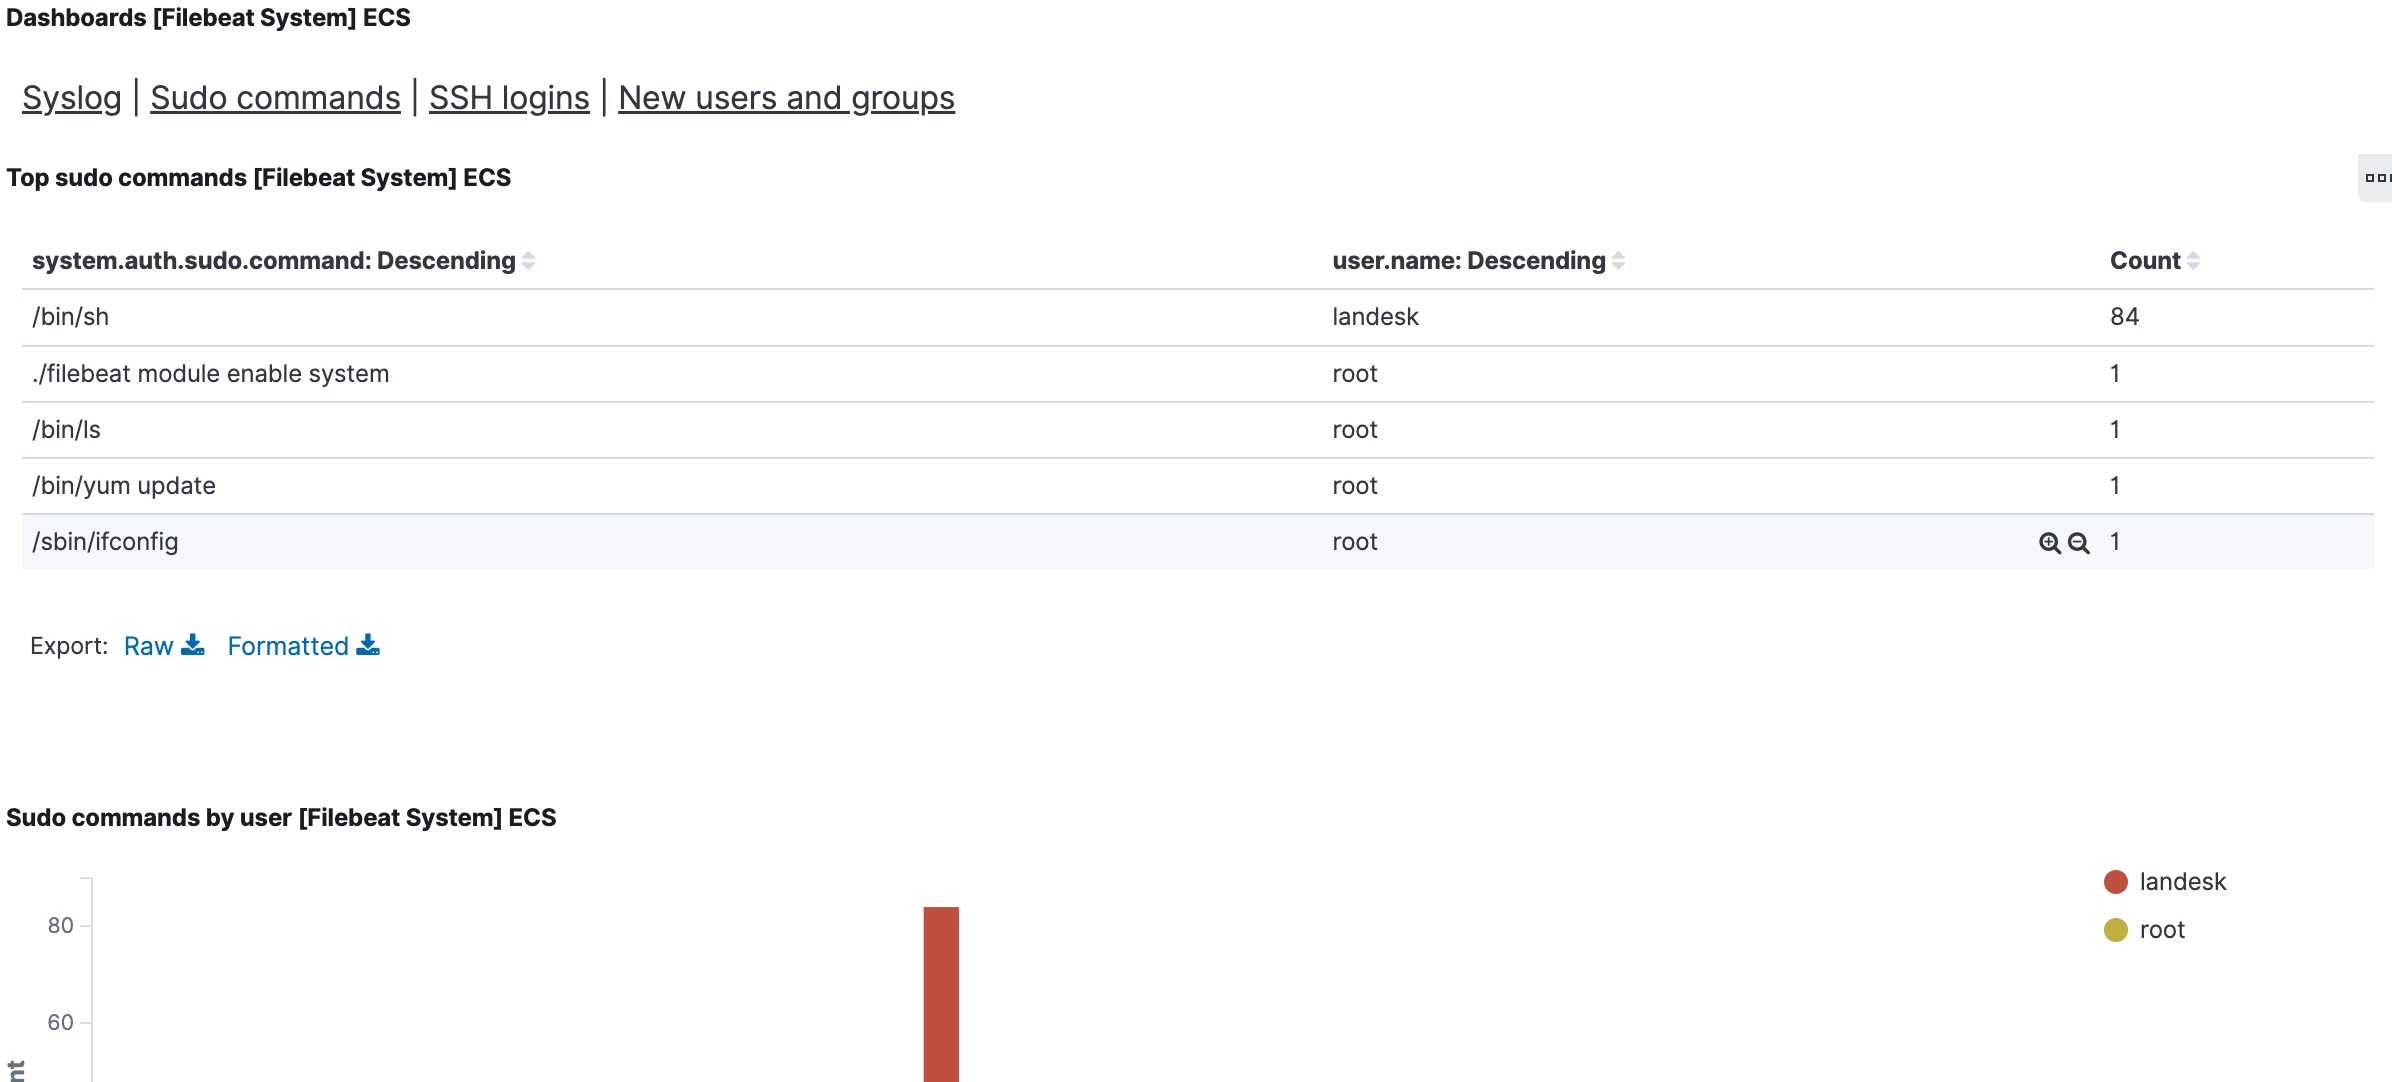 Dashboards [Filebeat System] ECS
Syslog | Sudo commands | SSH logins | New users and groups
Top sudo commands [Filebeat System] ECS
system.auth.sudo.command: Descending user.name: Descending Count
/bin/sh landesk 84
./filebeat module enable system root 1
/bin/ls root 1
/bin/yum update root 1
/sbin/ifconfig root 1
Export: Raw Formatted
Sudo commands by user [Filebeat System] ECS
landesk
80
root
60